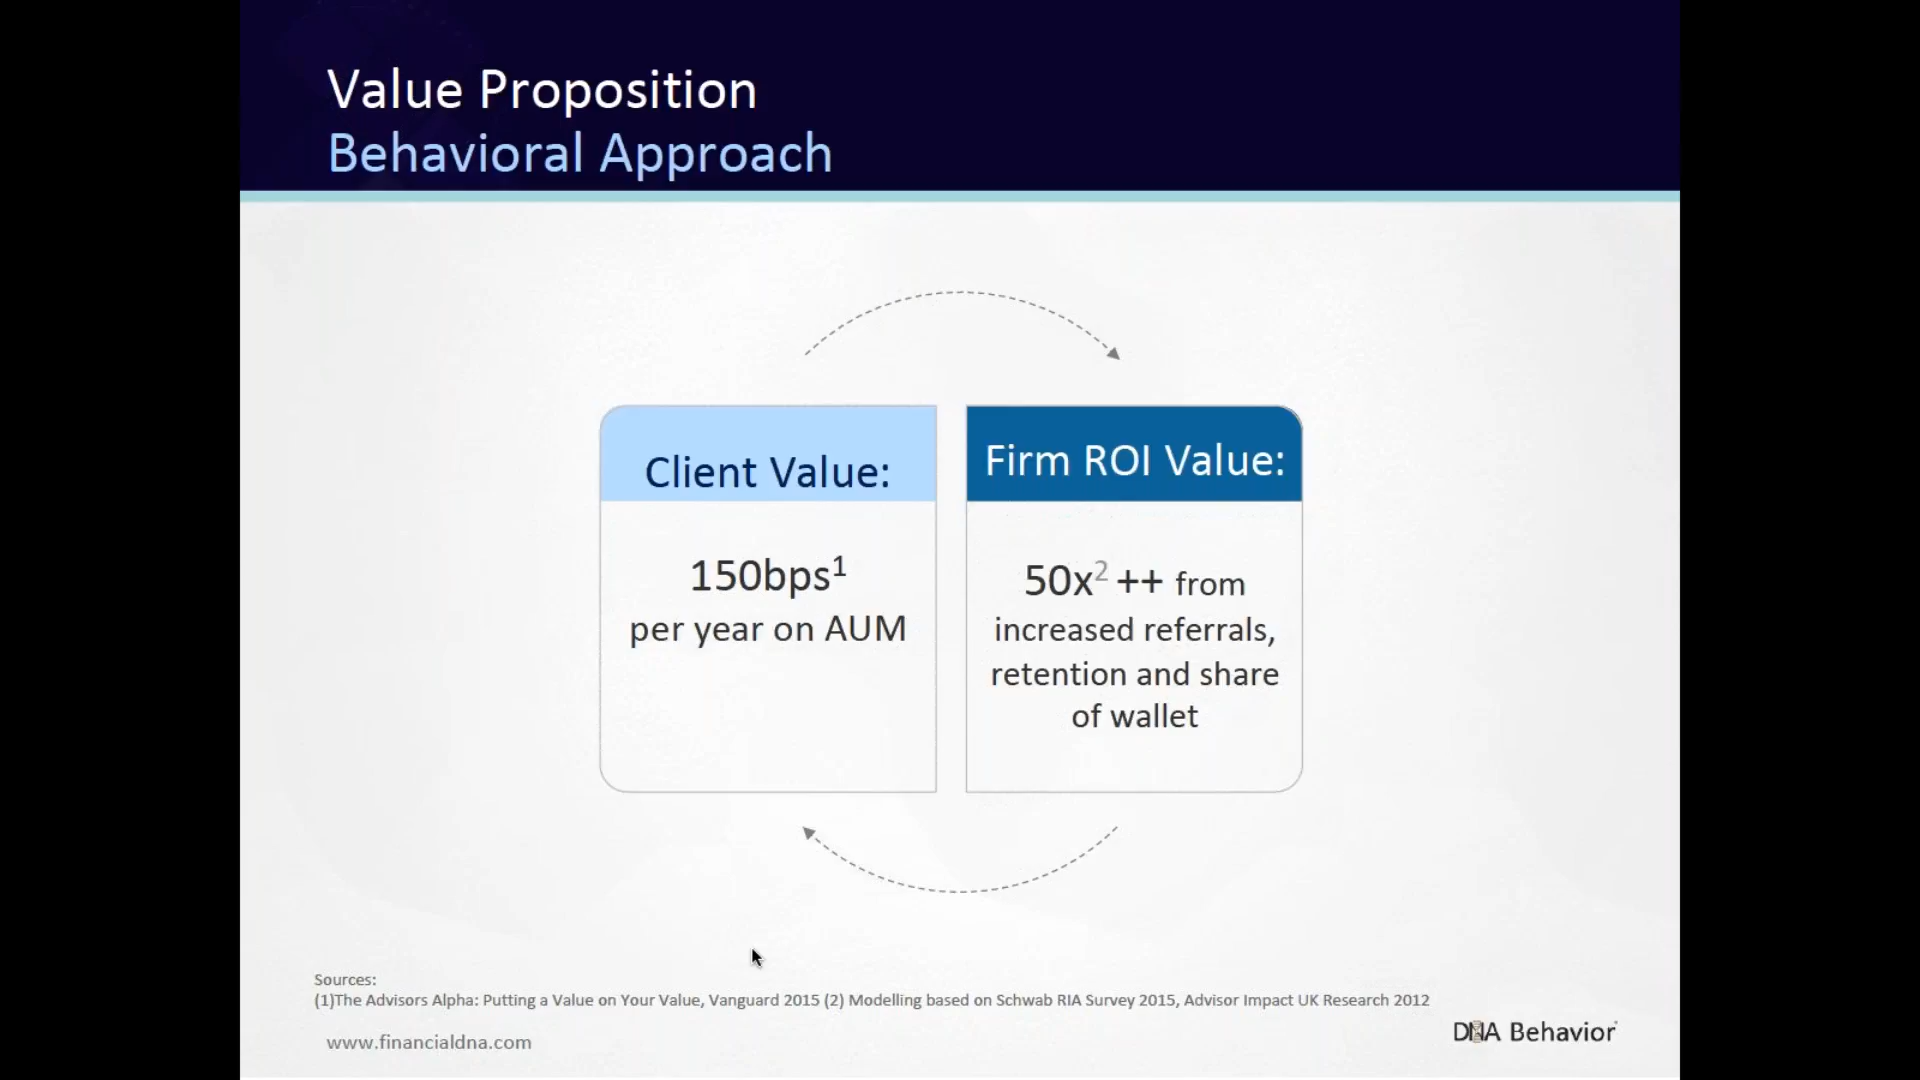 Value Proposition
Behavioral Approach
Client Value:
150bps1
per year on AUM
Firm ROI Value:
50x2 ++ from
increased referrals,
retention and share
of wallet
Sources:
(1)The Advisors Alpha: Putting a Value on Your Value, Vanguard 2015 (2) Modelling based on Schwab RIA Survey 2015, Advisor Impact UK Research 2012
www.financialdna.com
DNA Behavior